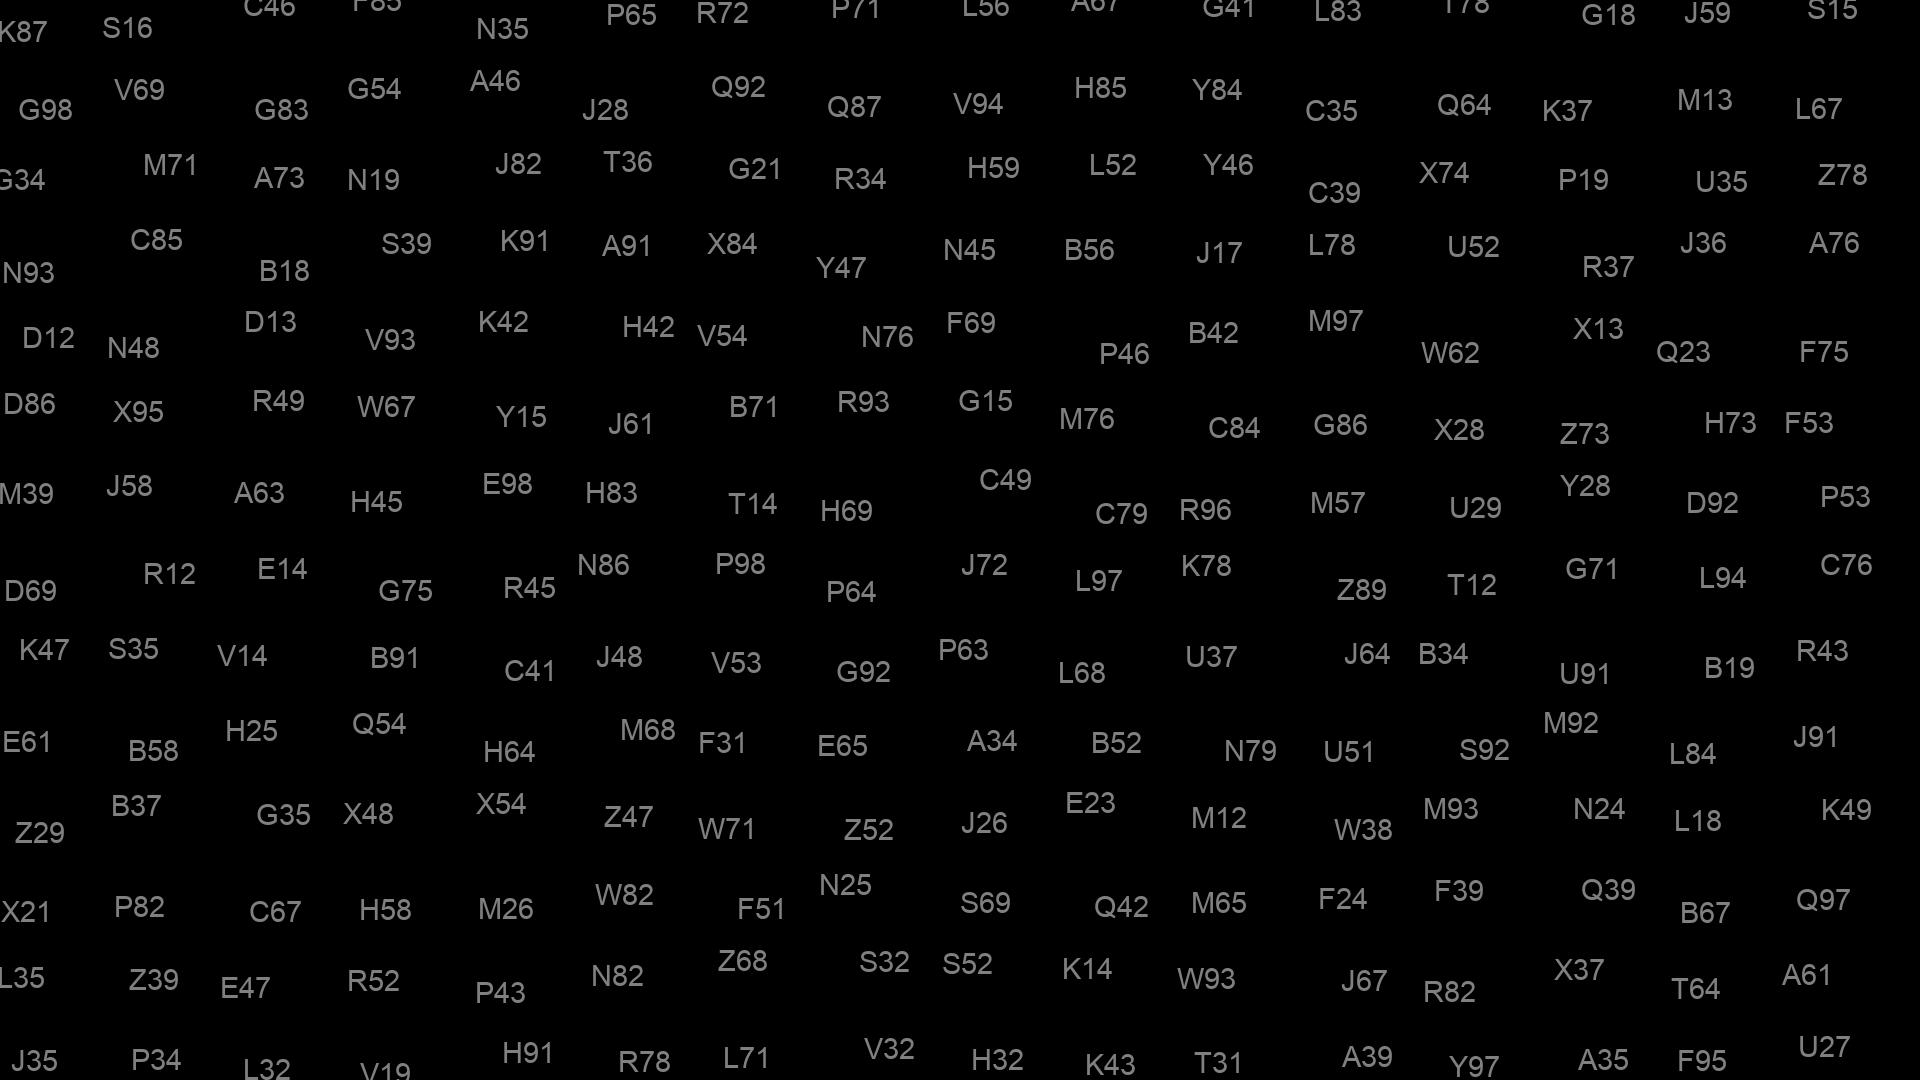 K87 S16 C46 F85 N35 P65 R72 P71 L56 A67 G41 L83 T78 G18 J59 S15
G98 V69 G83 G54 A46 J28 Q92 Q87 V94 H85 Y84 C35 Q64 K37 M13 L67
G34 M71 A73 N19 J82 T36 G21 R34 H59 L52 Y46 C39 X74 P19 U35 Z78
N93 C85 B18 S39 K91 A91 X84 Y47 N45 B56 J17 L78 U52 R37 J36 A76
D12 N48 D13 V93 K42 H42 V54 N76 F69 P46 B42 M97 W62 X13 Q23 F75
D86 X95 R49 W67 Y15 J61 B71 R93 G15 M76 C84 G86 X28 Z73 H73 F53
M39 J58 A63 H45 E98 H83 T14 H69 C49 C79 R96 M57 U29 Y28 D92 P53
D69 R12 E14 G75 R45 N86 P98 P64 J72 L97 K78 Z89 T12 G71 L94 C76
K47 S35 V14 B91 C41 J48 V53 G92 P63 L68 U37 J64 B34 U91 B19 R43
E61 B58 H25 Q54 H64 M68 F31 E65 A34 B52 N79 U51 S92 M92 L84 J91
Z29 B37 G35 X48 X54 Z47 W71 Z52 J26 E23 M12 W38 M93 N24 L18 K49
X21 P82 C67 H58 M26 W82 F51 N25 S69 Q42 M65 F24 F39 Q39 B67 Q97
L35 Z39 E47 R52 P43 N82 Z68 S32 S52 K14 W93 J67 R82 X37 T64 A61
J35 P34 L32 V19 H91 R78 L71 V32 H32 K43 T31 A39 Y97 A35 F95 U27